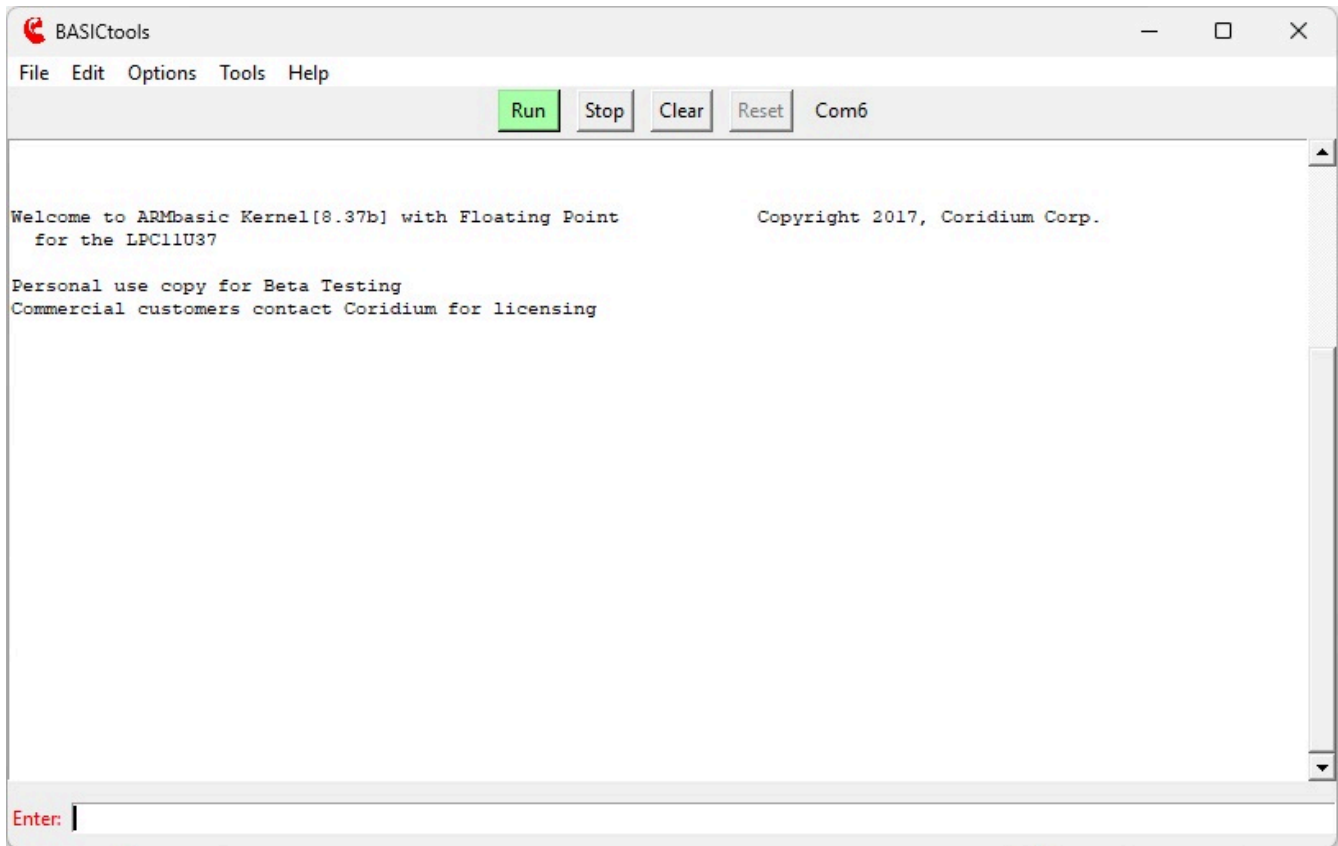 BASICtools
File Edit Options Tools Help
Run Stop Clear Reset Com6
Welcome to ARMbasic Kernel[8.37b] with Floating Point Copyright 2017, Coridium Corp.
for the LPC11U37
Personal use copy for Beta Testing
Commercial customers contact Coridium for licensing
Enter: